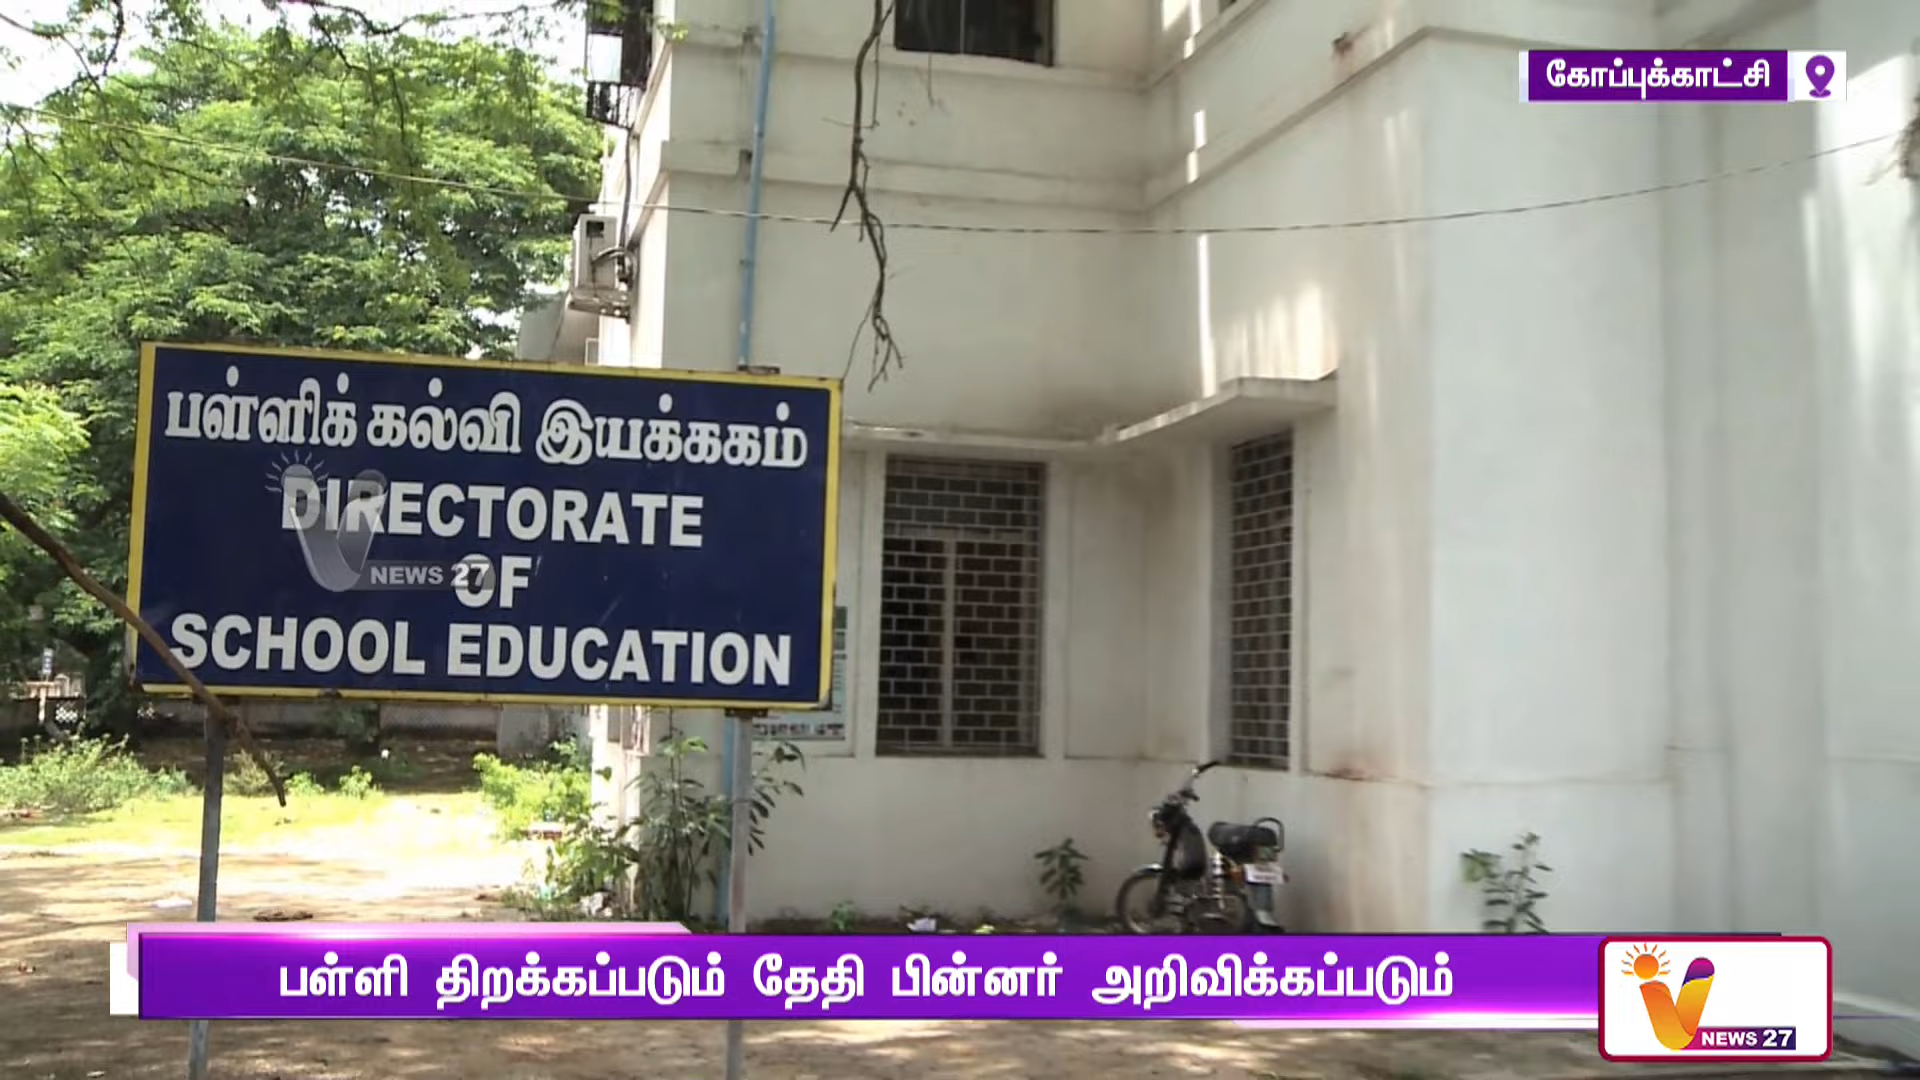 கோப்புக்காட்சி
பள்ளிக் கல்வி இயக்ககம்
DIRECTORATE
OF
SCHOOL EDUCATION
NEWS 27
பள்ளி திறக்கப்படும் தேதி பின்னர் அறிவிக்கப்படும்
NEWS 27